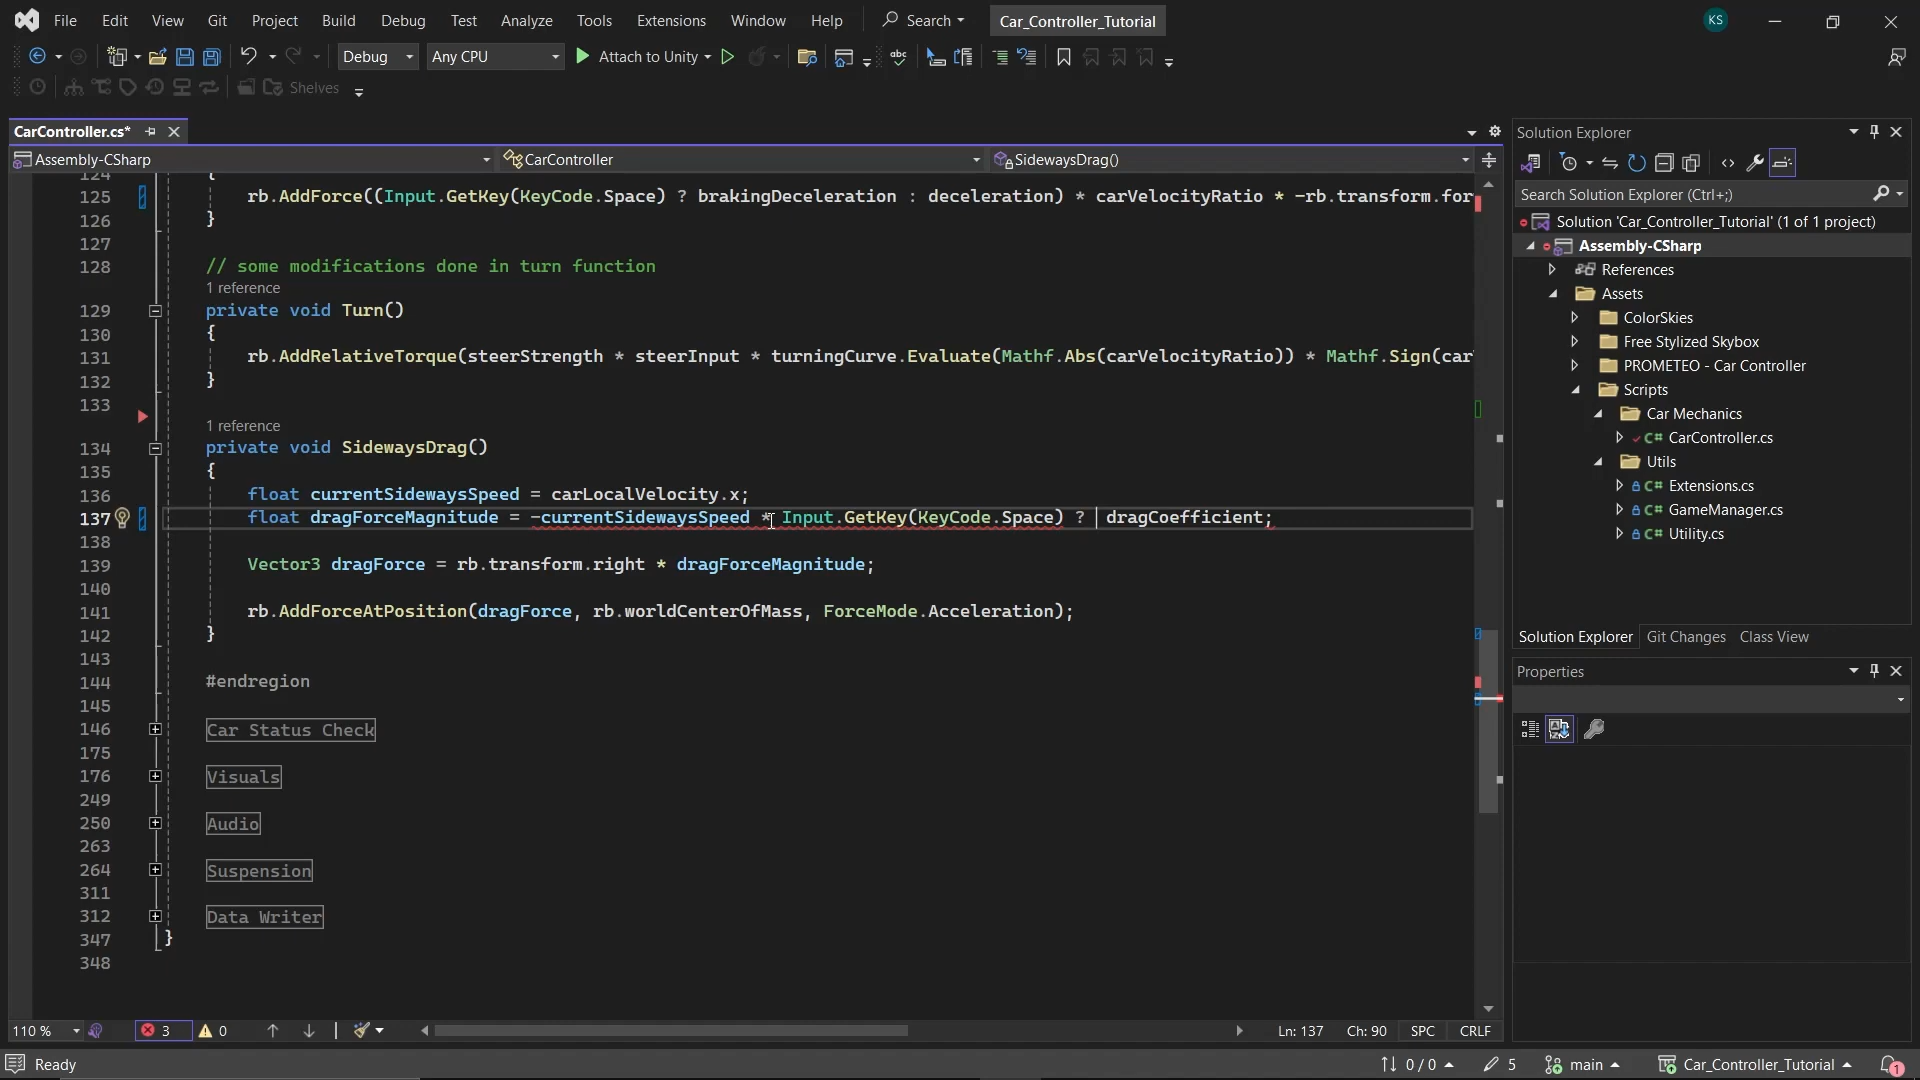 File Edit View Git Project Build Debug Test Analyze Tools Extensions Window Help Search Car_Controller_Tutorial KS
Debug Any CPU Attach to Unity
Shelves
CarController.cs*
Assembly-CSharp CarController SidewaysDrag()
124 {
125 rb.AddForce((Input.GetKey(KeyCode.Space) ? brakingDeceleration : deceleration) * carVelocityRatio * -rb.transform.for
126 }
127
128 // some modifications done in turn function
1 reference
129 private void Turn()
130 {
131 rb.AddRelativeTorque(steerStrength * steerInput * turningCurve.Evaluate(Mathf.Abs(carVelocityRatio)) * Mathf.Sign(car
132 }
133
1 reference
134 private void SidewaysDrag()
135 {
136 float currentSidewaysSpeed = carLocalVelocity.x;
137 float dragForceMagnitude = -currentSidewaysSpeed * Input.GetKey(KeyCode.Space) ? dragCoefficient;
138
139 Vector3 dragForce = rb.transform.right * dragForceMagnitude;
140
141 rb.AddForceAtPosition(dragForce, rb.worldCenterOfMass, ForceMode.Acceleration);
142 }
143
144 #endregion
145
146 Car Status Check
175
176 Visuals
249
250 Audio
263
264 Suspension
311
312 Data Writer
347 }
348
110 % 3 0 Ln: 137 Ch: 90 SPC CRLF
Solution Explorer
Search Solution Explorer (Ctrl+;)
Solution 'Car_Controller_Tutorial' (1 of 1 project)
Assembly-CSharp
References
Assets
ColorSkies
Free Stylized Skybox
PROMETEO - Car Controller
Scripts
Car Mechanics
C# CarController.cs
Utils
C# Extensions.cs
C# GameManager.cs
C# Utility.cs
Solution Explorer Git Changes Class View
Properties
Ready 0 / 0 5 main Car_Controller_Tutorial 1